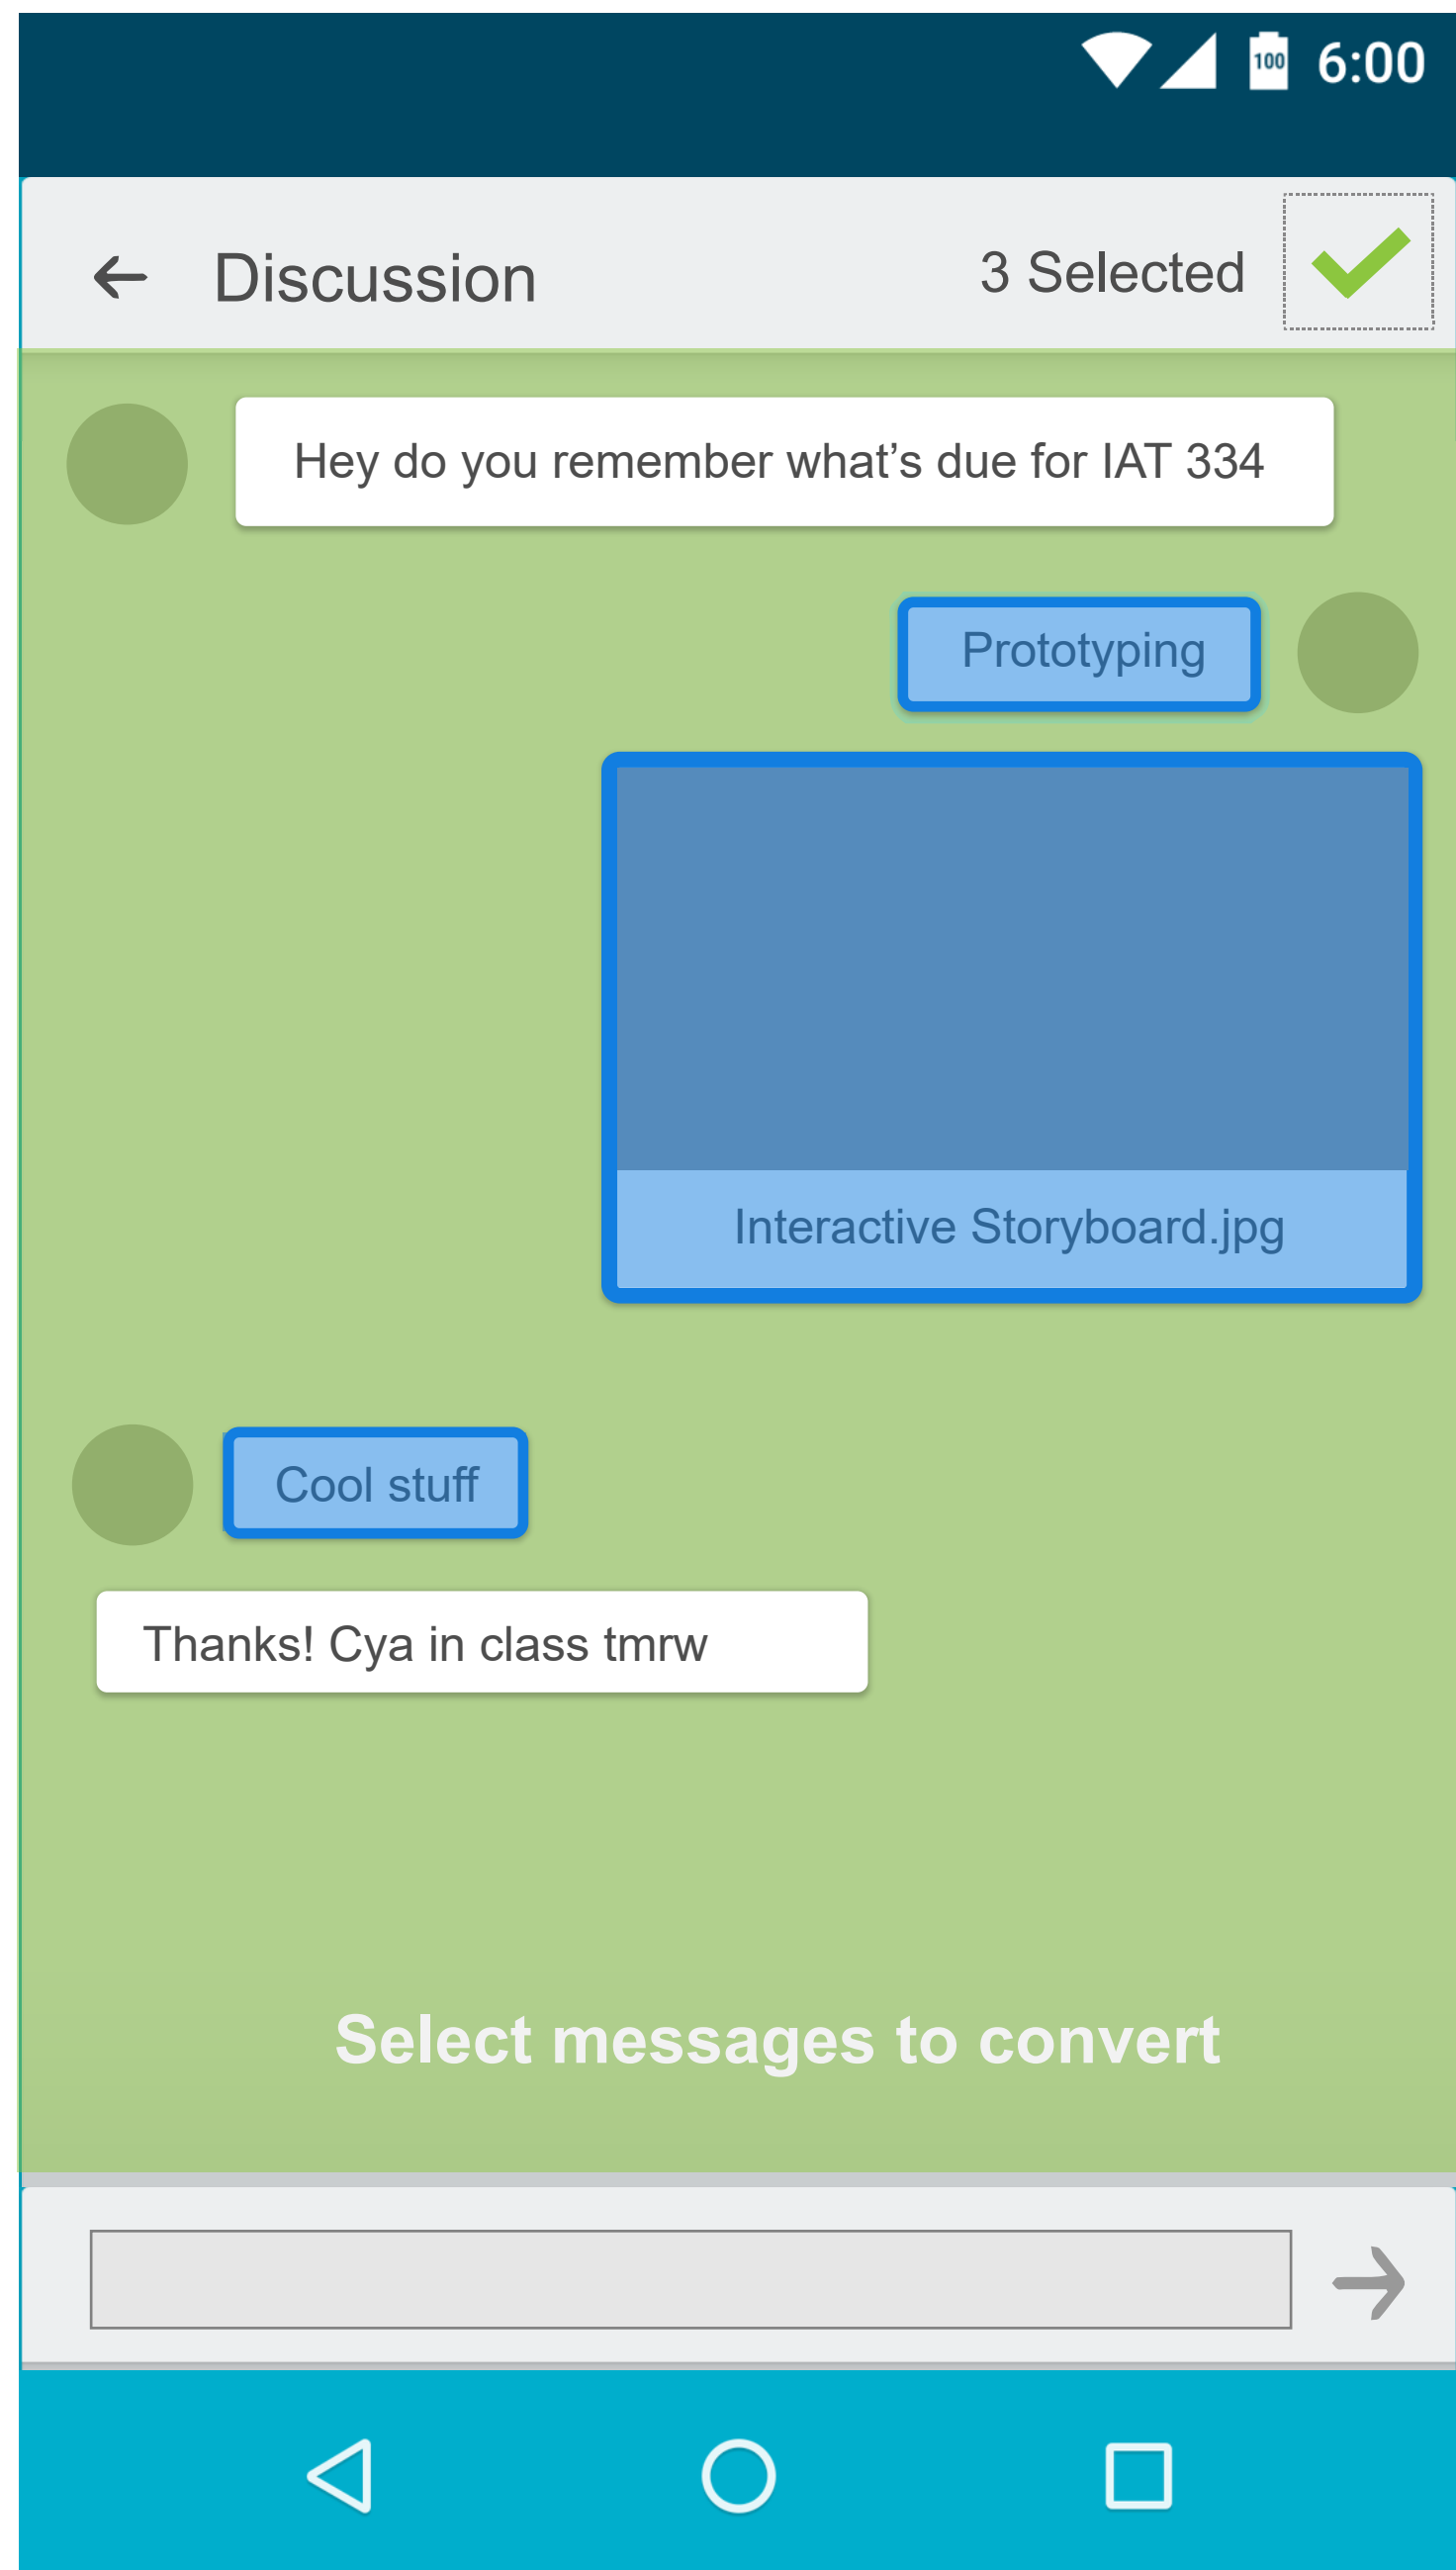 100 6:00
Discussion 3 Selected
Hey do you remember what’s due for IAT 334
Prototyping
Interactive Storyboard.jpg
Cool stuff
Thanks! Cya in class tmrw
Select messages to convert